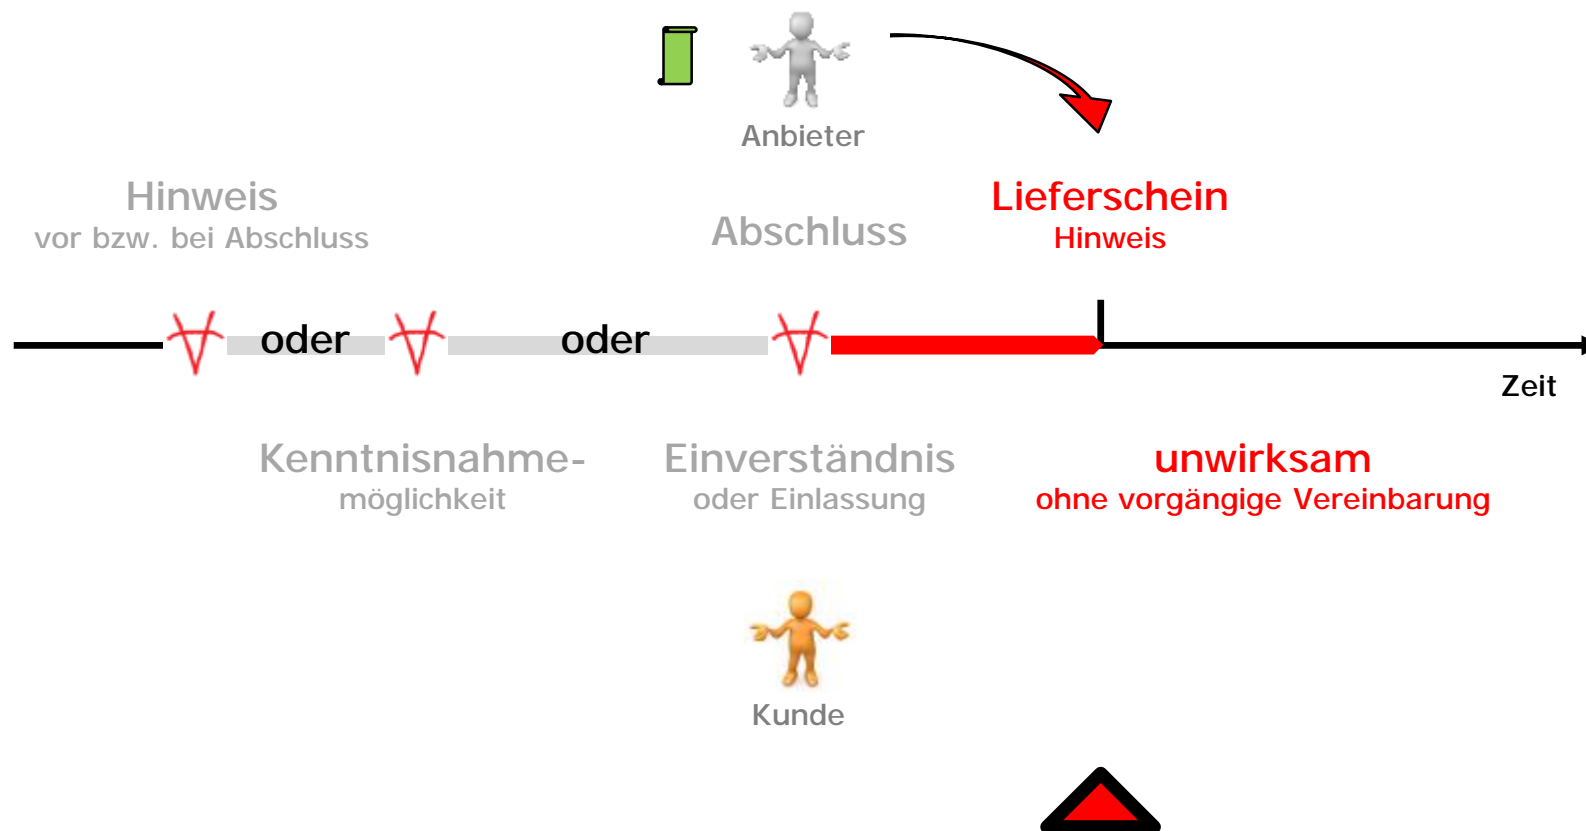 Anbieter
Hinweis
vor bzw. bei Abschluss
Abschluss
Lieferschein
Hinweis
oder
oder
Zeit
Kenntnisnahme-
möglichkeit
Einverständnis
oder Einlassung
unwirksam
ohne vorgängige Vereinbarung
Kunde